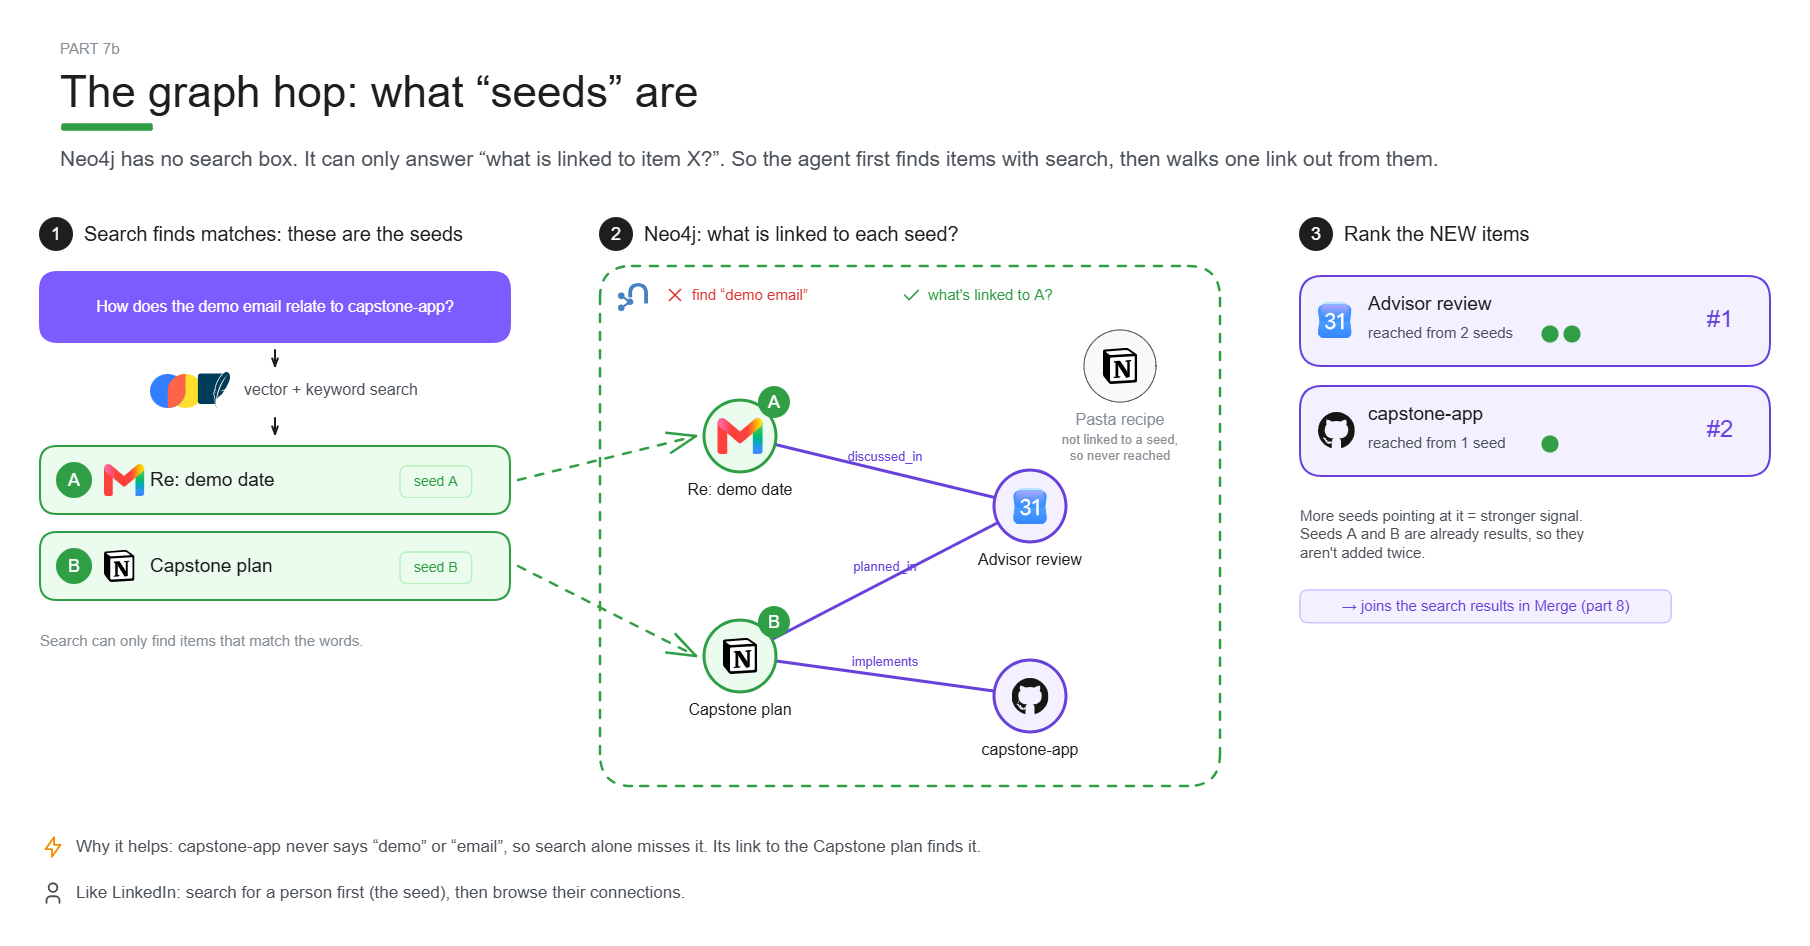 PART 7b
The graph hop: what “seeds” are
Neo4j has no search box. It can only answer “what is linked to item X?”. So the agent first finds items with search, then walks one link out from them.
1 Search finds matches: these are the seeds
How does the demo email relate to capstone-app?
vector + keyword search
A Re: demo date seed A
B Capstone plan seed B
Search can only find items that match the words.
2 Neo4j: what is linked to each seed?
find “demo email”
what's linked to A?
Pasta recipe
not linked to a seed,
so never reached
A
Re: demo date
discussed_in
31
Advisor review
planned_in
B
Capstone plan
implements
capstone-app
3 Rank the NEW items
31
Advisor review
reached from 2 seeds
#1
capstone-app
reached from 1 seed
#2
More seeds pointing at it = stronger signal.
Seeds A and B are already results, so they
aren't added twice.
→ joins the search results in Merge (part 8)
Why it helps: capstone-app never says “demo” or “email”, so search alone misses it. Its link to the Capstone plan finds it.
Like LinkedIn: search for a person first (the seed), then browse their connections.